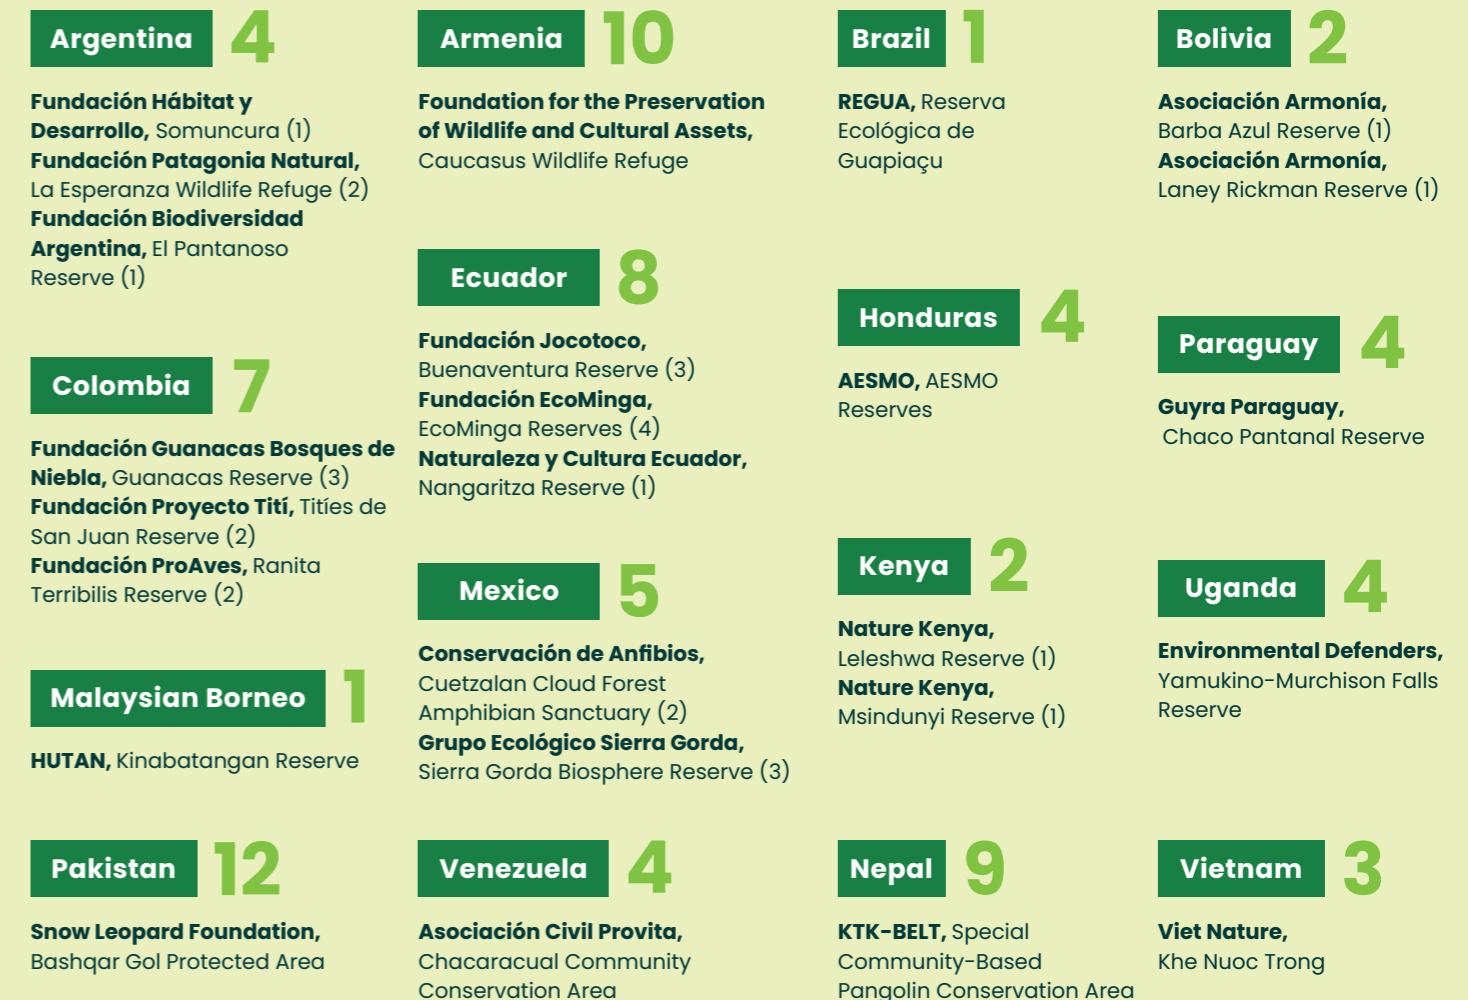 Argentina 4
Fundación Hábitat y
Desarrollo, Somuncura (1)
Fundación Patagonia Natural,
La Esperanza Wildlife Refuge (2)
Fundación Biodiversidad
Argentina, El Pantanoso
Reserve (1)
Colombia 7
Fundación Guanacas Bosques de
Niebla, Guanacas Reserve (3)
Fundación Proyecto Tití, Titíes de
San Juan Reserve (2)
Fundación ProAves, Ranita
Terribilis Reserve (2)
Malaysian Borneo 1
HUTAN, Kinabatangan Reserve
Pakistan 12
Snow Leopard Foundation,
Bashqar Gol Protected Area
Armenia 10
Foundation for the Preservation
of Wildlife and Cultural Assets,
Caucasus Wildlife Refuge
Ecuador 8
Fundación Jocotoco,
Buenaventura Reserve (3)
Fundación EcoMinga,
EcoMinga Reserves (4)
Naturaleza y Cultura Ecuador,
Nangaritza Reserve (1)
Mexico 5
Conservación de Anfibios,
Cuetzalan Cloud Forest
Amphibian Sanctuary (2)
Grupo Ecológico Sierra Gorda,
Sierra Gorda Biosphere Reserve (3)
Venezuela 4
Asociación Civil Provita,
Chacaracual Community
Conservation Area
Brazil 1
REGUA, Reserva
Ecológica de
Guapiaçu
Honduras 4
AESMO, AESMO
Reserves
Kenya 2
Nature Kenya,
Leleshwa Reserve (1)
Nature Kenya,
Msindunyi Reserve (1)
Nepal 9
KTK-BELT, Special
Community-Based
Pangolin Conservation Area
Bolivia 2
Asociación Armonía,
Barba Azul Reserve (1)
Asociación Armonía,
Laney Rickman Reserve (1)
Paraguay 4
Guyra Paraguay,
Chaco Pantanal Reserve
Uganda 4
Environmental Defenders,
Yamukino-Murchison Falls
Reserve
Vietnam 3
Viet Nature,
Khe Nuoc Trong